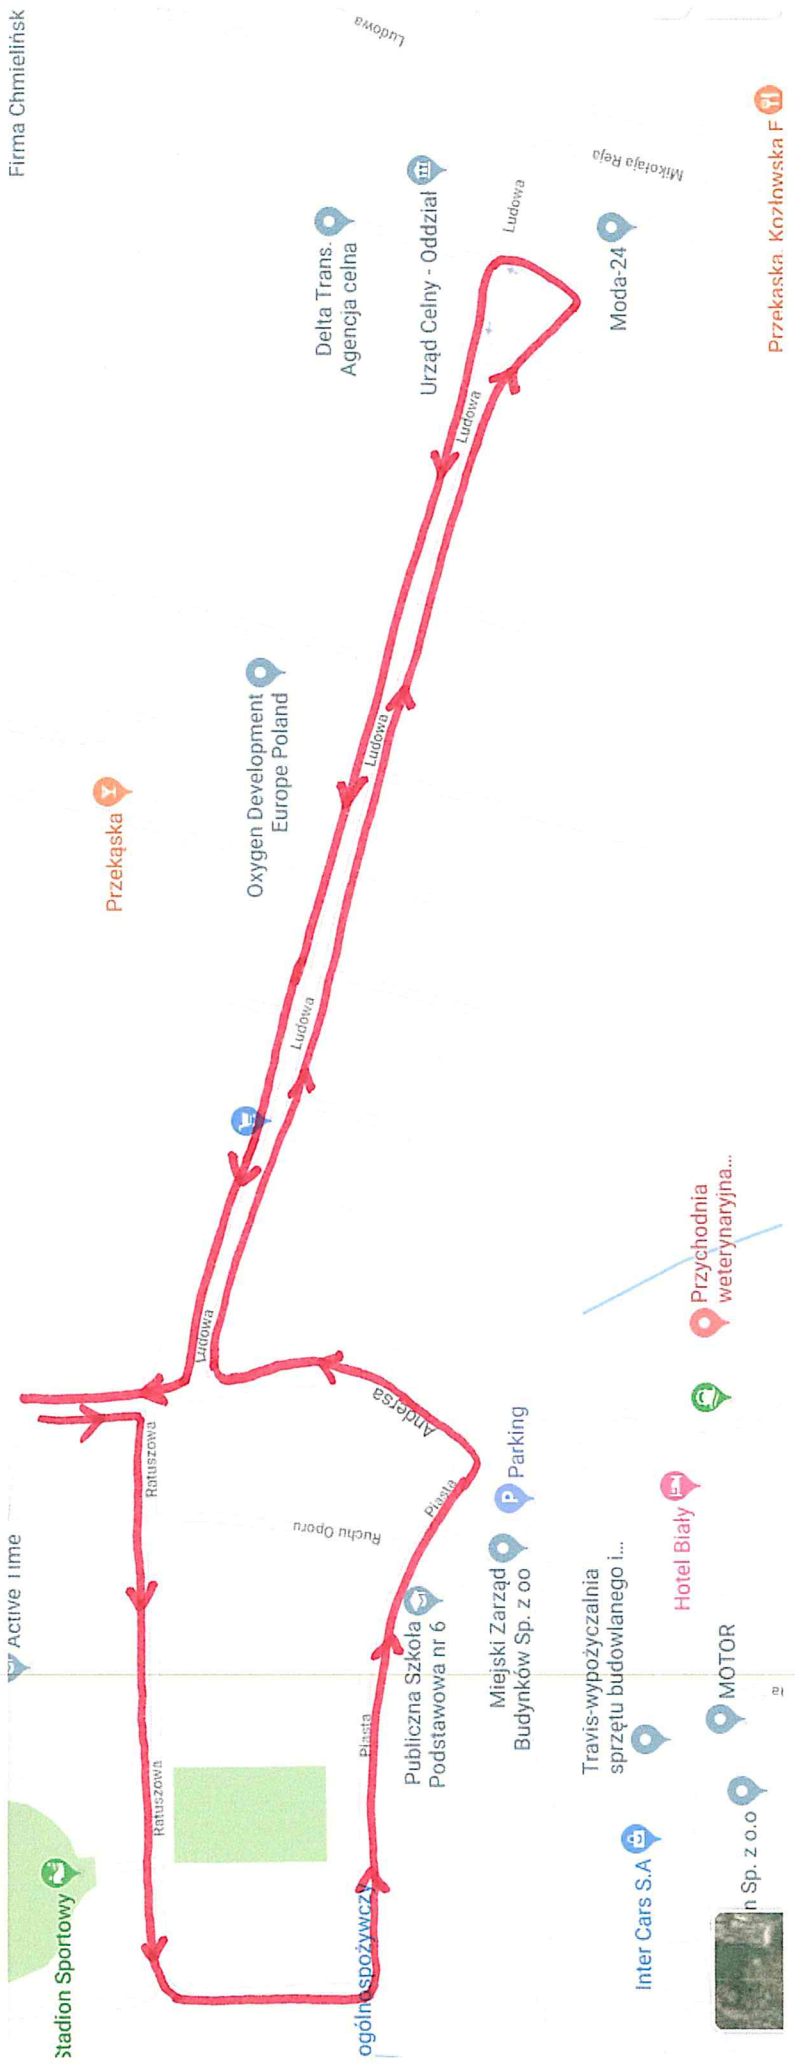 Firma Chmielińsk
Ludowa
Delta Trans.
Agencja celna
Urząd Celny - Oddział
Ludowa
Mikołaja Reja
Moda-24
Przekąska. Kozłowska F
Ludowa
Oxygen Development
Europe Poland
Ludowa
Przekąska
Ludowa
Przychodnia
weterynaryjna...
Ludowa
Andersa
Ratuszowa
Piasta
P Parking
Ruchu Oporu
Hotel Biały
Active Time
Publiczna Szkoła
Podstawowa nr 6
Miejski Zarząd
Budynków Sp. z oo
Travis-wypożyczalnia
sprzętu budowlanego i...
MOTOR
ła
Piasta
Ratuszowa
Stadion Sportowy
ogólnospożywczy
Inter Cars S.A
n Sp. z o.o